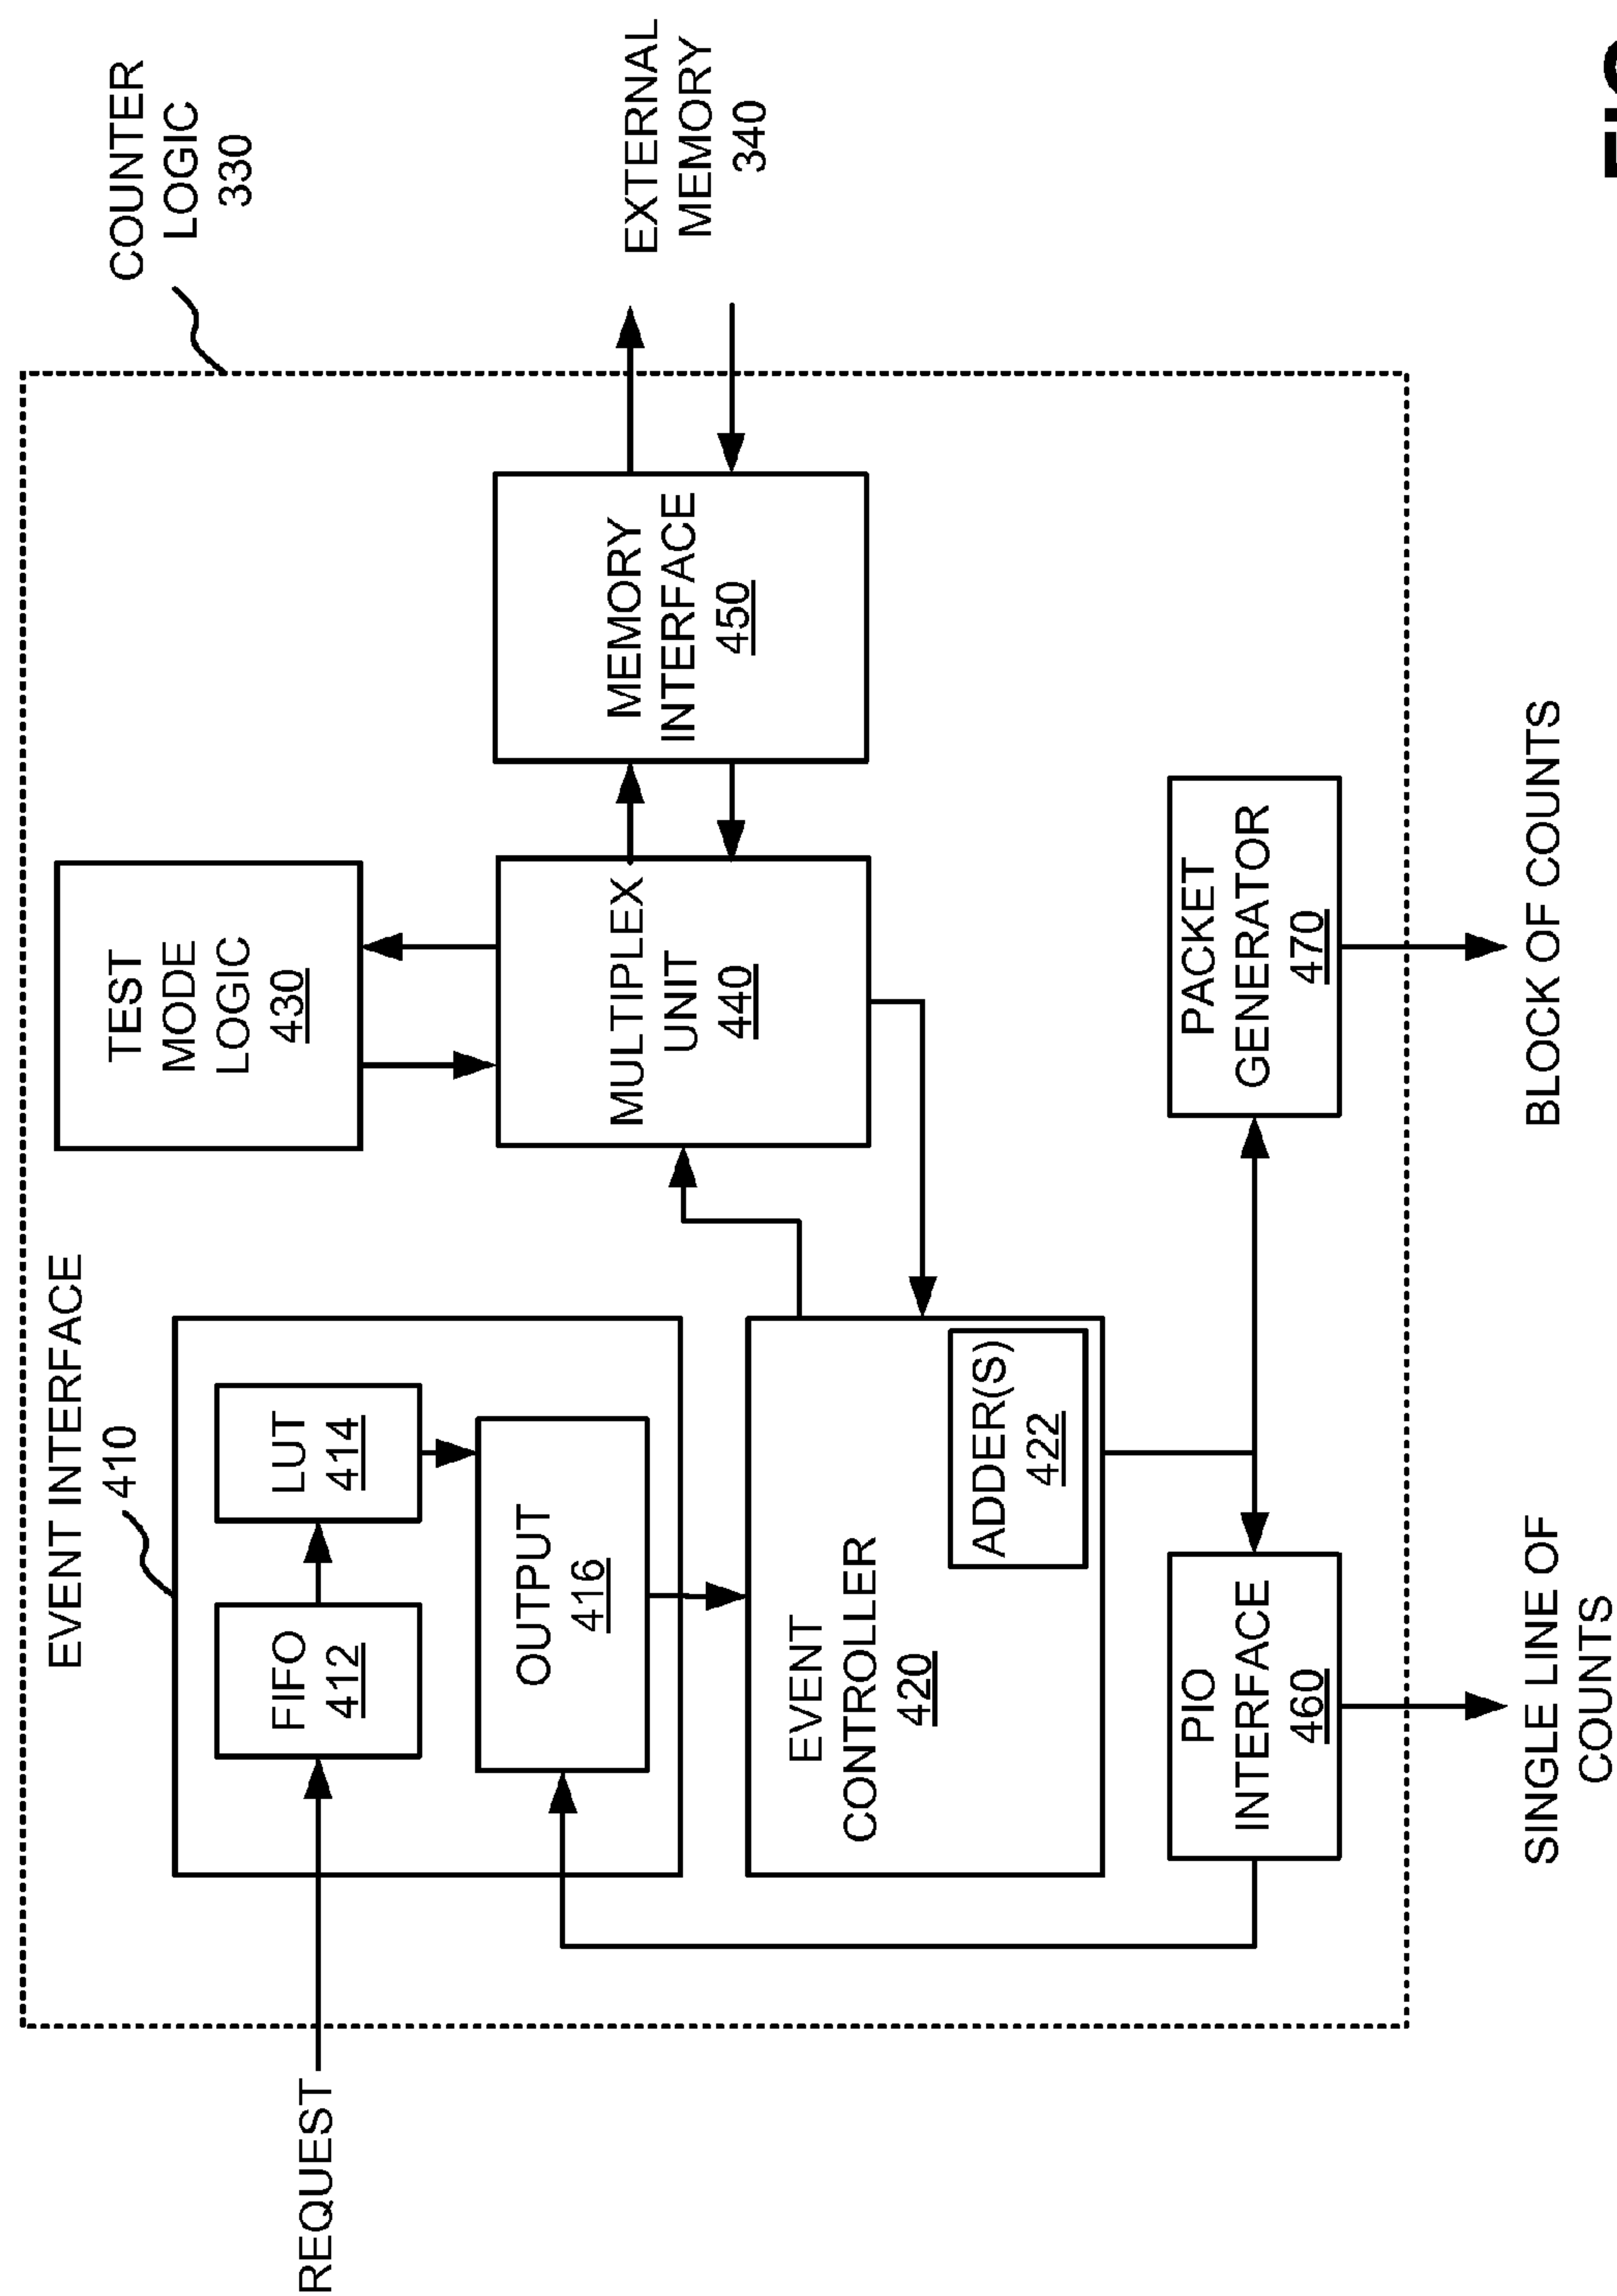 COUNTER
LOGIC
330
EXTERNAL
MEMORY
340
EVENT INTERFACE
410
REQUEST
FIFO
412
LUT
414
OUTPUT
416
TEST
MODE
LOGIC
430
MULTIPLEX
UNIT
440
MEMORY
INTERFACE
450
EVENT
CONTROLLER
420
ADDER(S)
422
PIO
INTERFACE
460
PACKET
GENERATOR
470
SINGLE LINE OF
COUNTS
BLOCK OF COUNTS